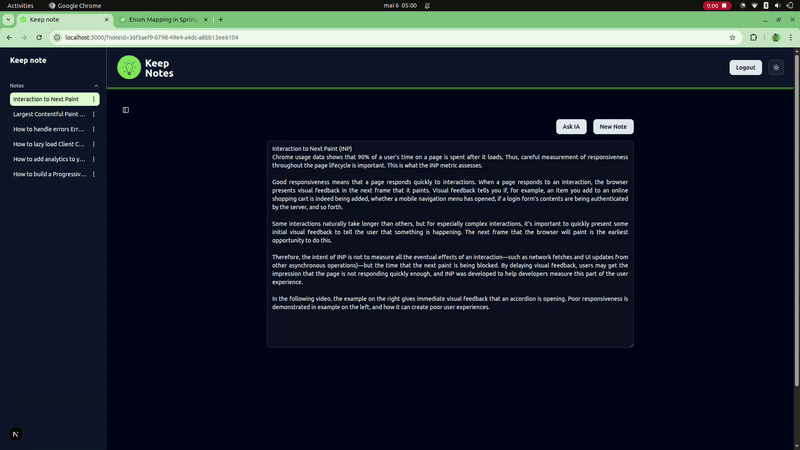 Activities
Google Chrome
mai 6 05:00
Keep note
Enum Mapping in Spring
localhost:3000/?noteId=36f3aef9-0798-49e4-a4dc-a8bb13ee6104
Keep note
Notes
Interaction to Next Paint
Largest Contentful Paint ...
How to handle errors Err...
How to lazy load Client C...
How to add analytics to y...
How to build a Progressiv...
Keep
Notes
Logout
Ask IA
New Note
Interaction to Next Paint (INP)
Chrome usage data shows that 90% of a user's time on a page is spent after it loads, Thus, careful measurement of responsiveness
throughout the page lifecycle is important. This is what the INP metric assesses.
Good responsiveness means that a page responds quickly to interactions. When a page responds to an interaction, the browser
presents visual feedback in the next frame that it paints. Visual feedback tells you if, for example, an item you add to an online
shopping cart is indeed being added, whether a mobile navigation menu has opened, if a login form's contents are being authenticated
by the server, and so forth.
Some interactions naturally take longer than others, but for especially complex interactions, it's important to quickly present some
initial visual feedback to tell the user that something is happening. The next frame that the browser will paint is the earliest
opportunity to do this.
Therefore, the intent of INP is not to measure all the eventual effects of an interaction—such as network fetches and UI updates from
other asynchronous operations)—but the time that the next paint is being blocked. By delaying visual feedback, users may get the
impression that the page is not responding quickly enough, and INP was developed to help developers measure this part of the user
experience.
In the following video, the example on the right gives immediate visual feedback that an accordion is opening. Poor responsiveness is
demonstrated in example on the left, and how it can create poor user experiences.
N